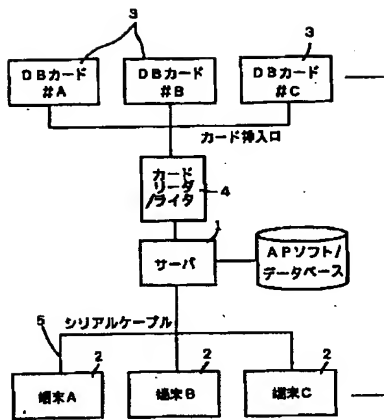 3
3
DBカード
#A
DBカード
#B
DBカード
#C
カード挿入口
カード
リーダ
/ライタ
4
1
サーバ
APソフト/
データベース
シリアルケーブル
5
2
2
2
端末A
端末B
端末C